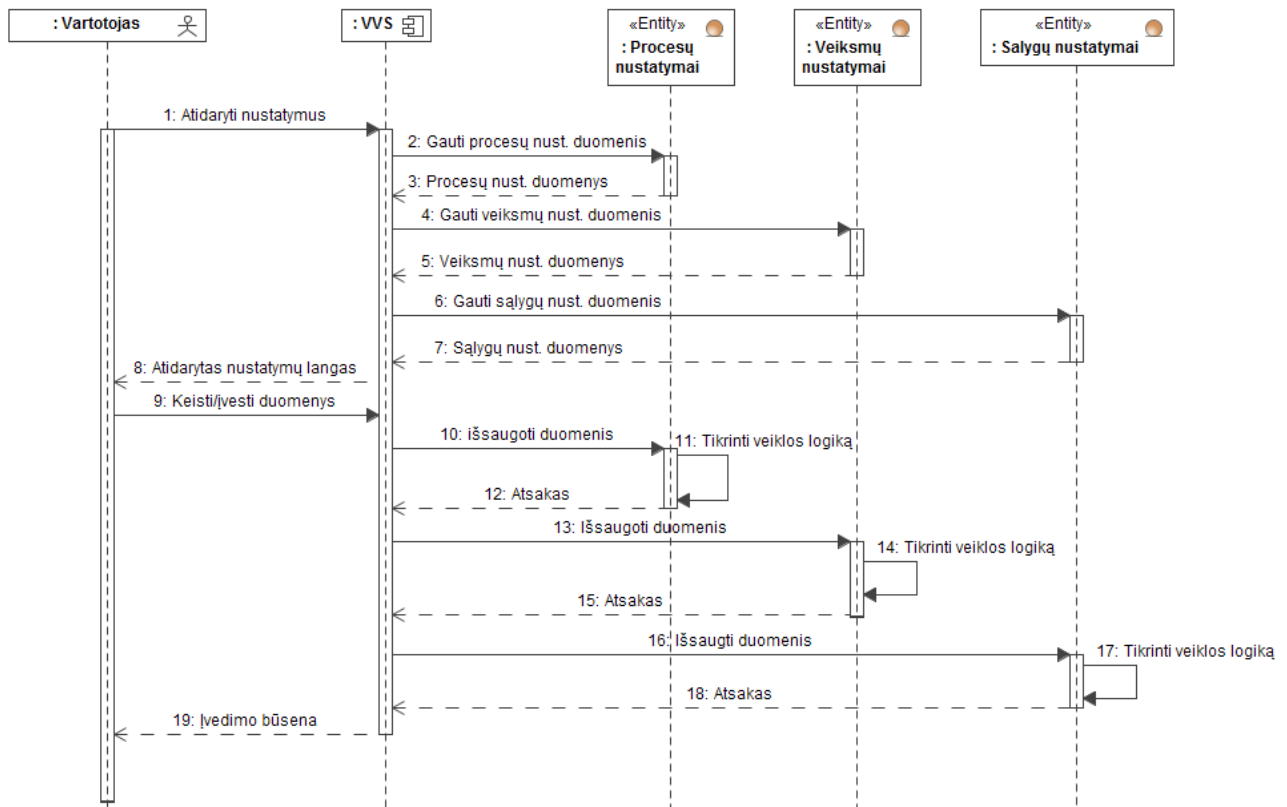 : Vartotojas
: VVS
«Entity»
: Procesų
nustatymai
«Entity»
: Veiksmų
nustatymai
«Entity»
: Salygų nustatymai
1: Atidaryti nustatymus
2: Gauti procesų nust. duomenis
3: Procesų nust. duomenys
4: Gauti veiksmų nust. duomenis
5: Veiksmų nust. duomenys
6: Gauti sąlygų nust. duomenis
7: Sąlygų nust. duomenys
8: Atidarytas nustatymų langas
9: Keisti/įvesti duomenys
10: išsaugoti duomenis
11: Tikrinti veiklos logiką
12: Atsakas
13: Išsaugoti duomenis
14: Tikrinti veiklos logiką
15: Atsakas
16: Išsaugti duomenis
17: Tikrinti veiklos logiką
18: Atsakas
19: Įvedimo būsena